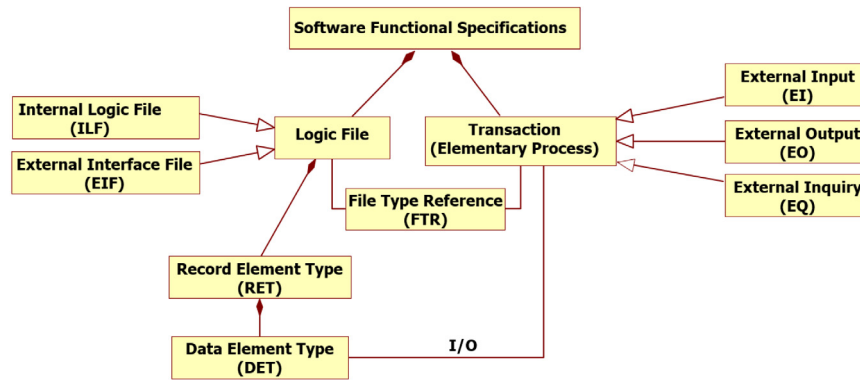 Software Functional Specifications
Internal Logic File
(ILF)
External Interface File
(EIF)
Logic File
Transaction
(Elementary Process)
External Input
(EI)
External Output
(EO)
External Inquiry
(EQ)
File Type Reference
(FTR)
Record Element Type
(RET)
Data Element Type
(DET)
I/O